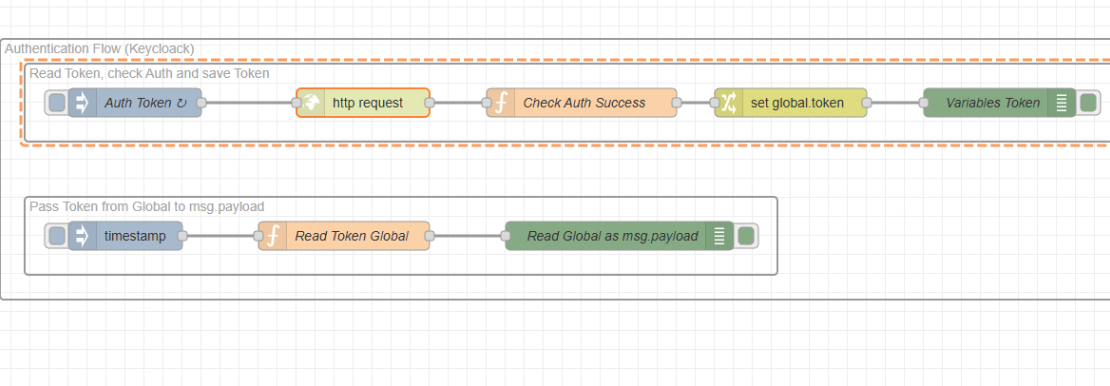 Authentication Flow (Keycloack)
Read Token, check Auth and save Token
Auth Token ↻
http request
Check Auth Success
set global.token
Variables Token
Pass Token from Global to msg.payload
timestamp
Read Token Global
Read Global as msg.payload